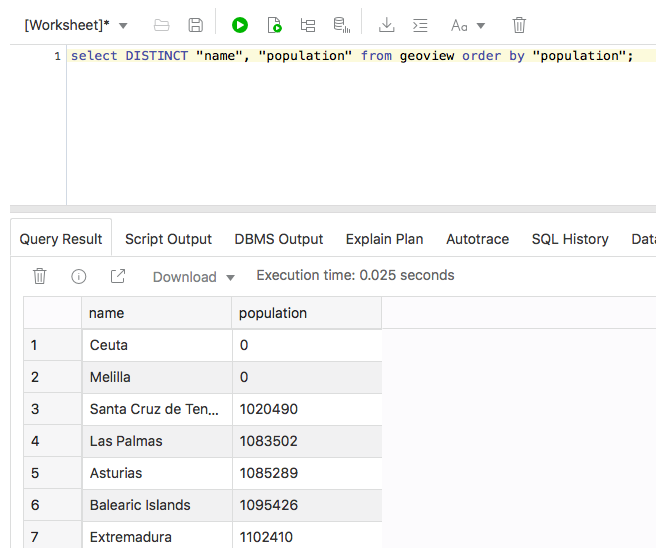 [Worksheet]*
Aa
1 select DISTINCT "name", "population" from geoview order by "population";
Query Result Script Output DBMS Output Explain Plan Autotrace SQL History Data
Download Execution time: 0.025 seconds
name population
1 Ceuta 0
2 Melilla 0
3 Santa Cruz de Ten... 1020490
4 Las Palmas 1083502
5 Asturias 1085289
6 Balearic Islands 1095426
7 Extremadura 1102410